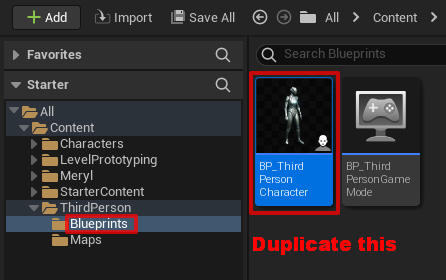 Add Import Save All All > Content >
Favorites
Search Blueprints
Starter
All
Content
Characters
LevelPrototyping
Meryl
StarterContent
ThirdPerson
Blueprints
Maps
BP_Third
Person
Character
BP_Third
PersonGame
Mode
Duplicate this